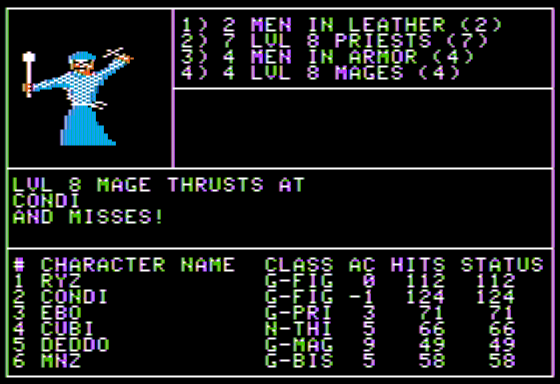 1) 2 MEN IN LEATHER (2)
2) 7 LVL 8 PRIESTS (7)
3) 4 MEN IN ARMOR (4)
4) 4 LVL 8 MAGES (4)
LVL 8 MAGE THRUSTS AT
CONDI
AND MISSES!
# CHARACTER NAME CLASS AC HITS STATUS
1 RYZ G-FIG 0 112 112
2 CONDI G-FIG -1 124 124
3 EBO G-PRI 3 71 71
4 CUBI N-THI 5 66 66
5 DEDDO G-MAG 9 49 49
6 MNZ G-BIS 5 58 58